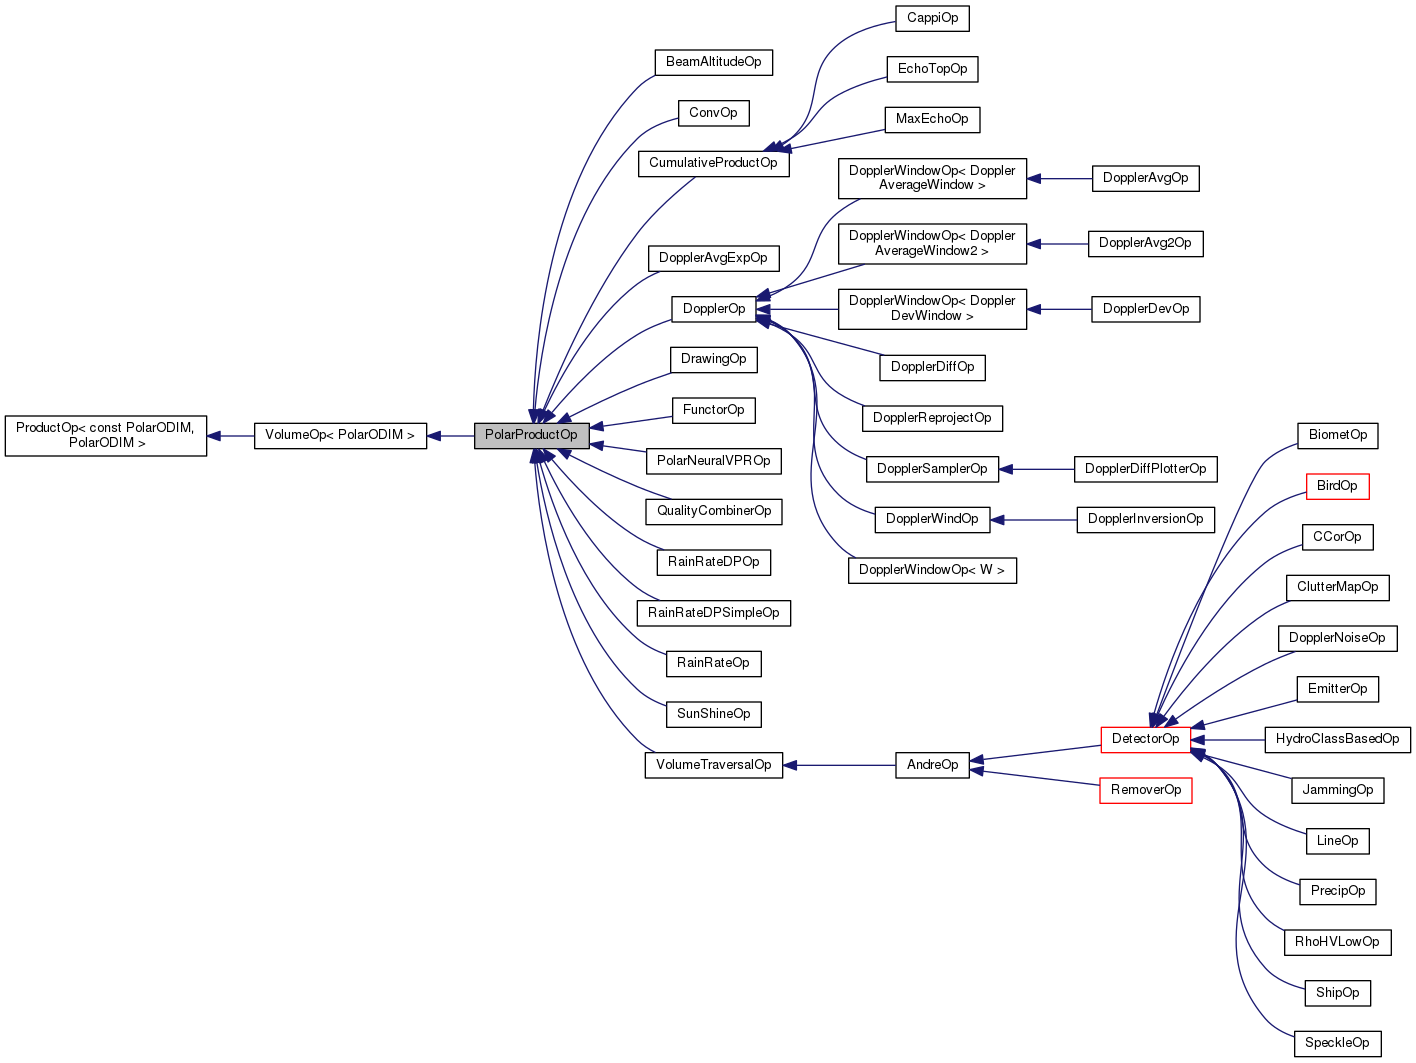 CappiOp
BeamAltitudeOp
EchoTopOp
ConvOp
MaxEchoOp
CumulativeProductOp
DopplerWindowOp< Doppler
AverageWindow >
DopplerAvgOp
DopplerAvgExpOp
DopplerWindowOp< Doppler
AverageWindow2 >
DopplerAvg2Op
DopplerOp
DopplerWindowOp< Doppler
DevWindow >
DopplerDevOp
DrawingOp
DopplerDiffOp
FunctorOp
DopplerReprojectOp
ProductOp< const PolarODIM,
PolarODIM >
VolumeOp< PolarODIM >
PolarProductOp
BiometOp
PolarNeuralVPROp
DopplerSamplerOp
DopplerDiffPlotterOp
BirdOp
QualityCombinerOp
DopplerWindOp
DopplerInversionOp
CCorOp
RainRateDPOp
DopplerWindowOp< W >
ClutterMapOp
RainRateDPSimpleOp
DopplerNoiseOp
RainRateOp
EmitterOp
SunShineOp
DetectorOp
HydroClassBasedOp
VolumeTraversalOp
AndreOp
RemoverOp
JammingOp
LineOp
PrecipOp
RhoHVLowOp
ShipOp
SpeckleOp